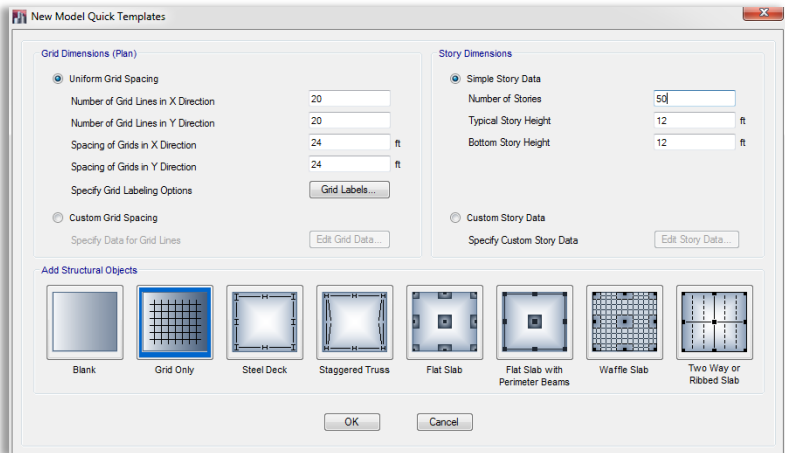 New Model Quick Templates
Grid Dimensions (Plan)
Uniform Grid Spacing
Number of Grid Lines in X Direction 20
Number of Grid Lines in Y Direction 20
Spacing of Grids in X Direction 24 ft
Spacing of Grids in Y Direction 24 ft
Specify Grid Labeling Options Grid Labels...
Custom Grid Spacing
Specify Data for Grid Lines Edit Grid Data...
Story Dimensions
Simple Story Data
Number of Stories 50
Typical Story Height 12 ft
Bottom Story Height 12 ft
Custom Story Data
Specify Custom Story Data Edit Story Data...
Add Structural Objects
Blank
Grid Only
Steel Deck
Staggered Truss
Flat Slab
Flat Slab with
Perimeter Beams
Waffle Slab
Two Way or
Ribbed Slab
OK Cancel